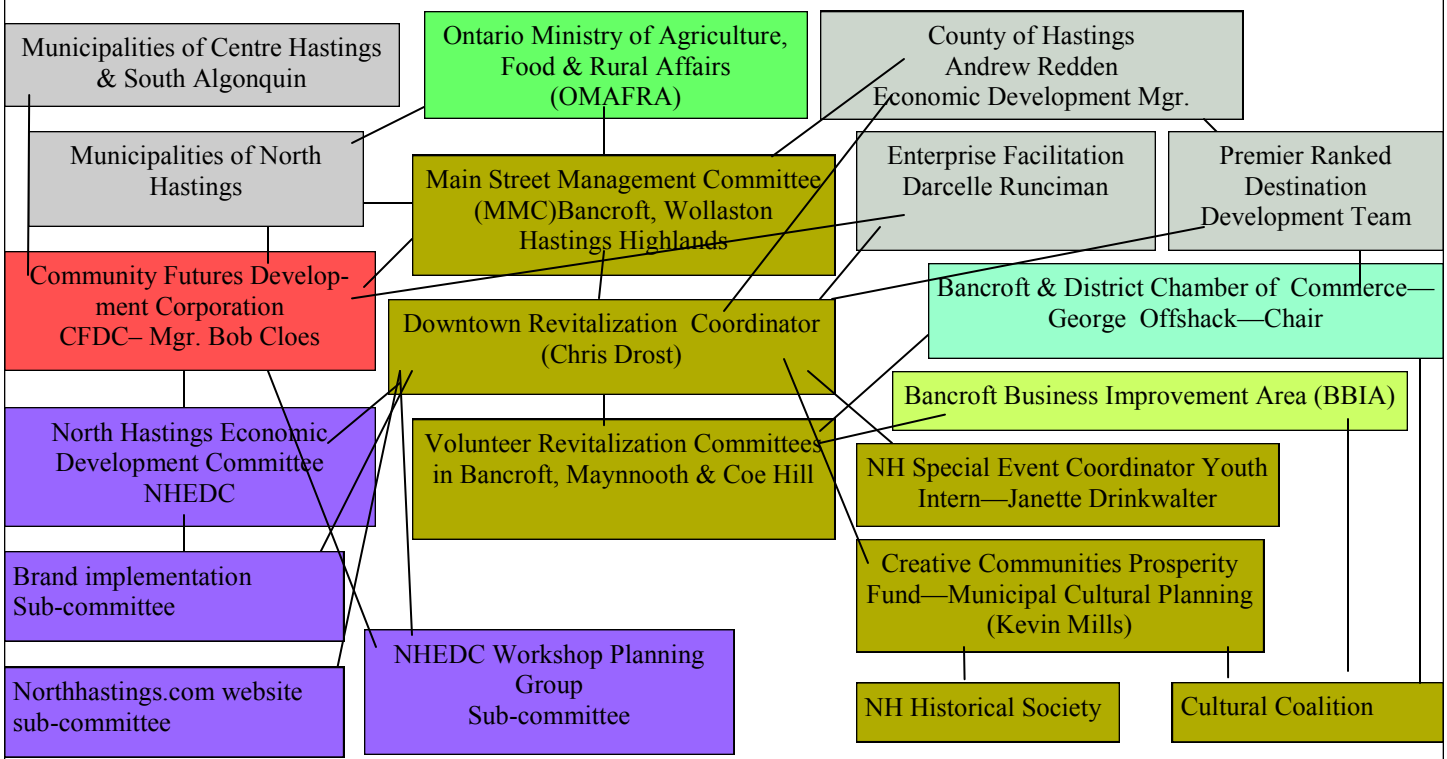 Municipalities of Centre Hastings
& South Algonquin
Ontario Ministry of Agriculture,
Food & Rural Affairs
(OMAFRA)
County of Hastings
Andrew Redden
Economic Development Mgr.
Municipalities of North
Hastings
Main Street Management Committee
(MMC)Bancroft, Wollaston
Hastings Highlands
Enterprise Facilitation
Darcelle Runciman
Premier Ranked
Destination
Development Team
Community Futures Develop-
ment Corporation
CFDC– Mgr. Bob Cloes
Downtown Revitalization Coordinator
(Chris Drost)
Bancroft & District Chamber of Commerce—
George Offshack—Chair
Bancroft Business Improvement Area (BBIA)
North Hastings Economic
Development Committee
NHEDC
Volunteer Revitalization Committees
in Bancroft, Maynnooth & Coe Hill
NH Special Event Coordinator Youth
Intern—Janette Drinkwalter
Brand implementation
Sub-committee
Creative Communities Prosperity
Fund—Municipal Cultural Planning
(Kevin Mills)
NHEDC Workshop Planning
Group
Sub-committee
Northhastings.com website
sub-committee
NH Historical Society
Cultural Coalition